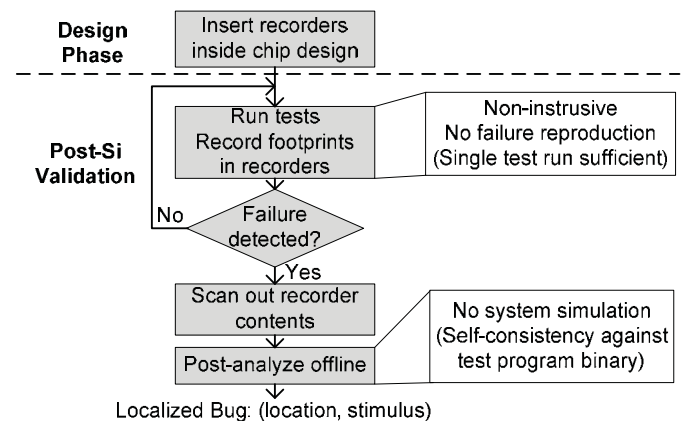 Design
Phase
Insert recorders
inside chip design
Post-Si
Validation
Run tests
Record footprints
in recorders
Non-instrusive
No failure reproduction
(Single test run sufficient)
No
Failure
detected?
Yes
Scan out recorder
contents
No system simulation
(Self-consistency against
test program binary)
Post-analyze offline
Localized Bug: (location, stimulus)